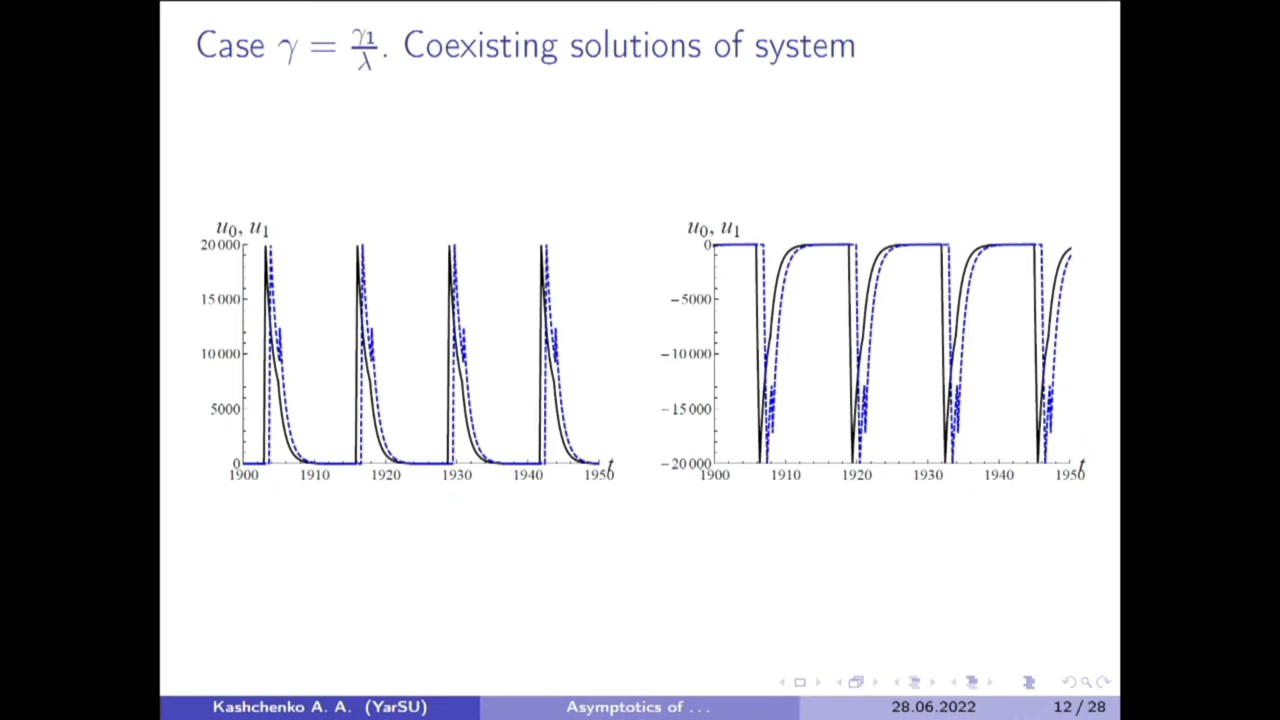 Case γ = γ₁/λ. Coexisting solutions of system
u₀, u₁
20 000
15 000
10 000
5000
0
1900 1910 1920 1930 1940 1950
t
u₀, u₁
0
−5000
−10 000
−15 000
−20 000
1900 1910 1920 1930 1940 1950
t
Kashchenko A. A. (YarSU) Asymptotics of ... 28.06.2022 12 / 28